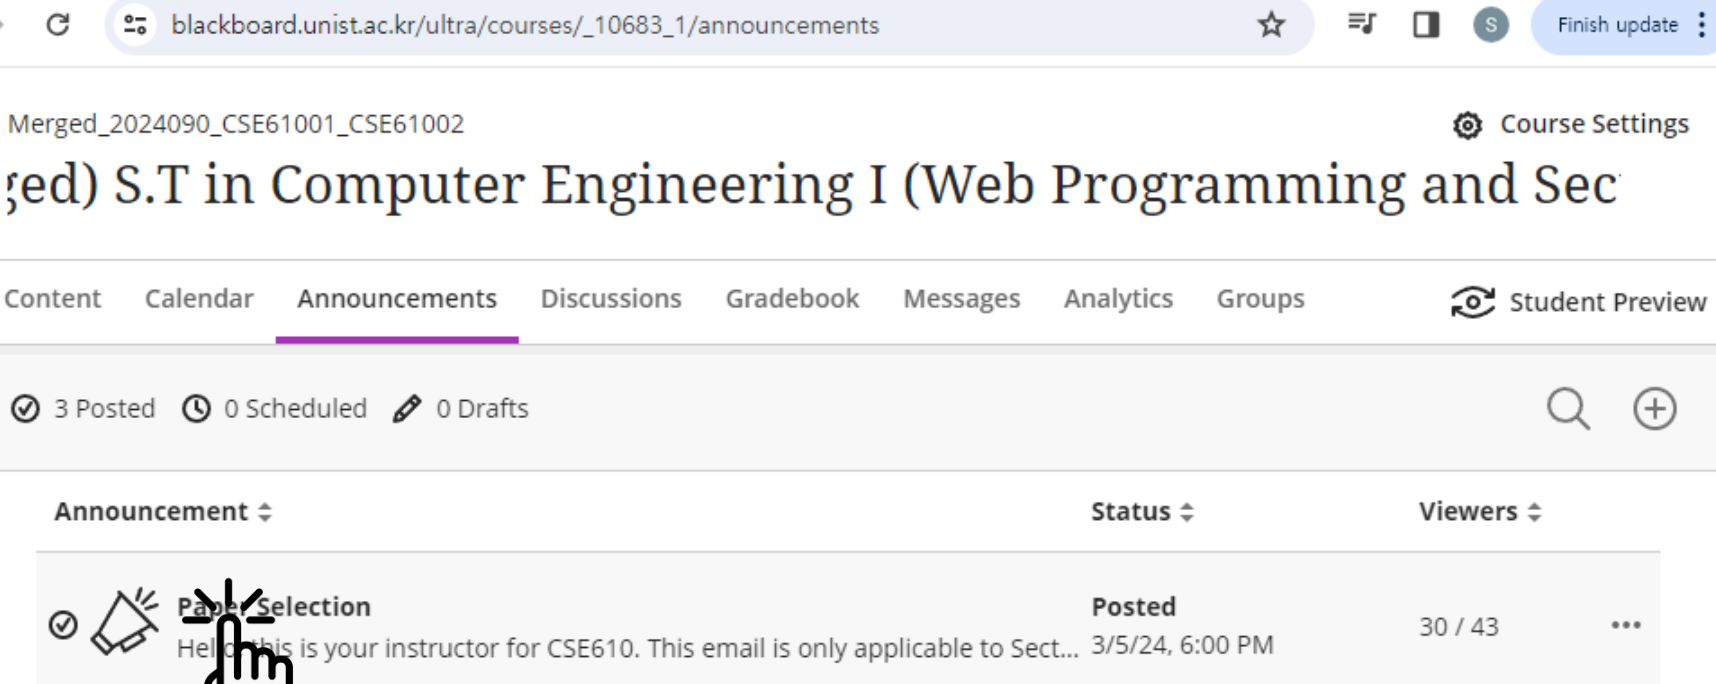 blackboard.unist.ac.kr/ultra/courses/_10683_1/announcements
S
Finish update
Merged_2024090_CSE61001_CSE61002
Course Settings
ged) S.T in Computer Engineering I (Web Programming and Sec
Content Calendar Announcements Discussions Gradebook Messages Analytics Groups Student Preview
3 Posted 0 Scheduled 0 Drafts
Announcement Status Viewers
Paper Selection Posted
30 / 43
Hello, this is your instructor for CSE610. This email is only applicable to Sect... 3/5/24, 6:00 PM